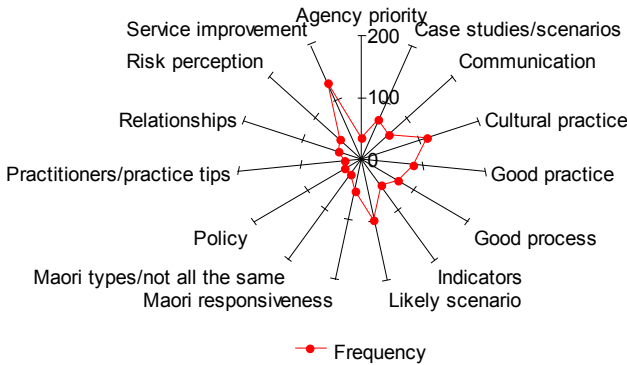 Agency priority
Service improvement
200
Case studies/scenarios
Risk perception
Communication
100
Relationships
Cultural practice
0
Practitioners/practice tips
Good practice
Policy
Good process
Maori types/not all the same
Indicators
Maori responsiveness
Likely scenario
Frequency